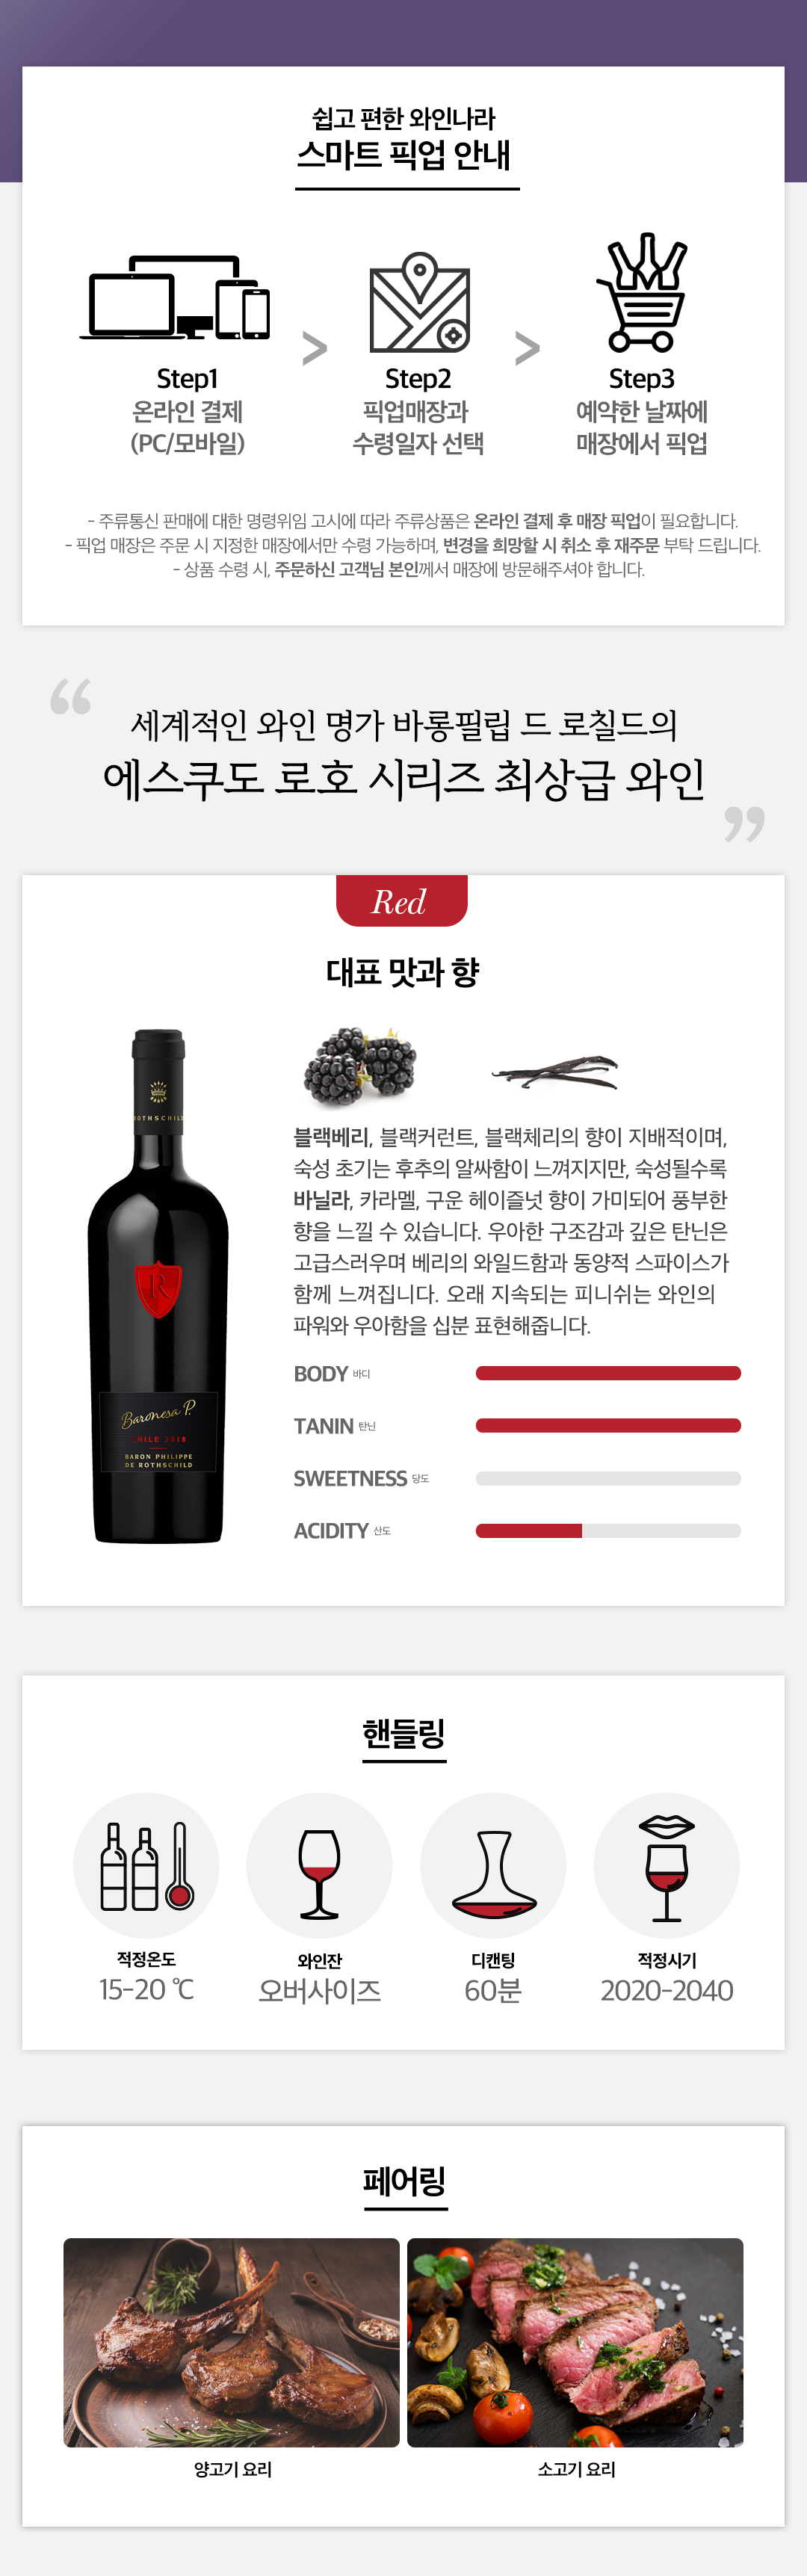 쉽고 편한 와인나라
스마트 픽업 안내
Step1
온라인 결제
(PC/모바일)
>
Step2
픽업매장과
수령일자 선택
>
Step3
예약한 날짜에
매장에서 픽업
- 주류통신 판매에 대한 명령위임 고시에 따라 주류상품은 온라인 결제 후 매장 픽업이 필요합니다.
- 픽업 매장은 주문 시 지정한 매장에서만 수령 가능하며, 변경을 희망할 시 취소 후 재주문 부탁 드립니다.
- 상품 수령 시, 주문하신 고객님 본인께서 매장에 방문해주셔야 합니다.
“ 세계적인 와인 명가 바롱필립 드 로칠드의
에스쿠도 로호 시리즈 최상급 와인 ”
Red
대표 맛과 향
블랙베리, 블랙커런트, 블랙체리의 향이 지배적이며,
숙성 초기는 후추의 알싸함이 느껴지지만, 숙성될수록
바닐라, 카라멜, 구운 헤이즐넛 향이 가미되어 풍부한
향을 느낄 수 있습니다. 우아한 구조감과 깊은 탄닌은
고급스러우며 베리의 와일드함과 동양적 스파이스가
함께 느껴집니다. 오래 지속되는 피니쉬는 와인의
파워와 우아함을 십분 표현해줍니다.
ROTHSCHILD
R
Baronesa P.
CHILE 2018
BARON PHILIPPE
DE ROTHSCHILD
BODY 바디
TANIN 탄닌
SWEETNESS 당도
ACIDITY 산도
핸들링
적정온도
15-20 ℃
와인잔
오버사이즈
디캔팅
60분
적정시기
2020-2040
페어링
양고기 요리
소고기 요리